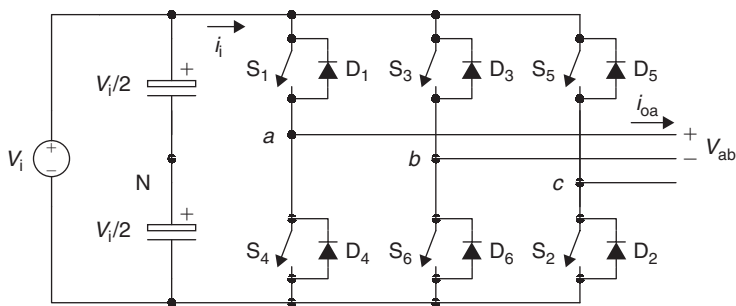 i_i
i_oa
V_i/2
+
S_1
D_1
S_3
D_3
S_5
D_5
V_i
+
−
a
+
b
−
V_ab
N
c
V_i/2
+
S_4
D_4
S_6
D_6
S_2
D_2